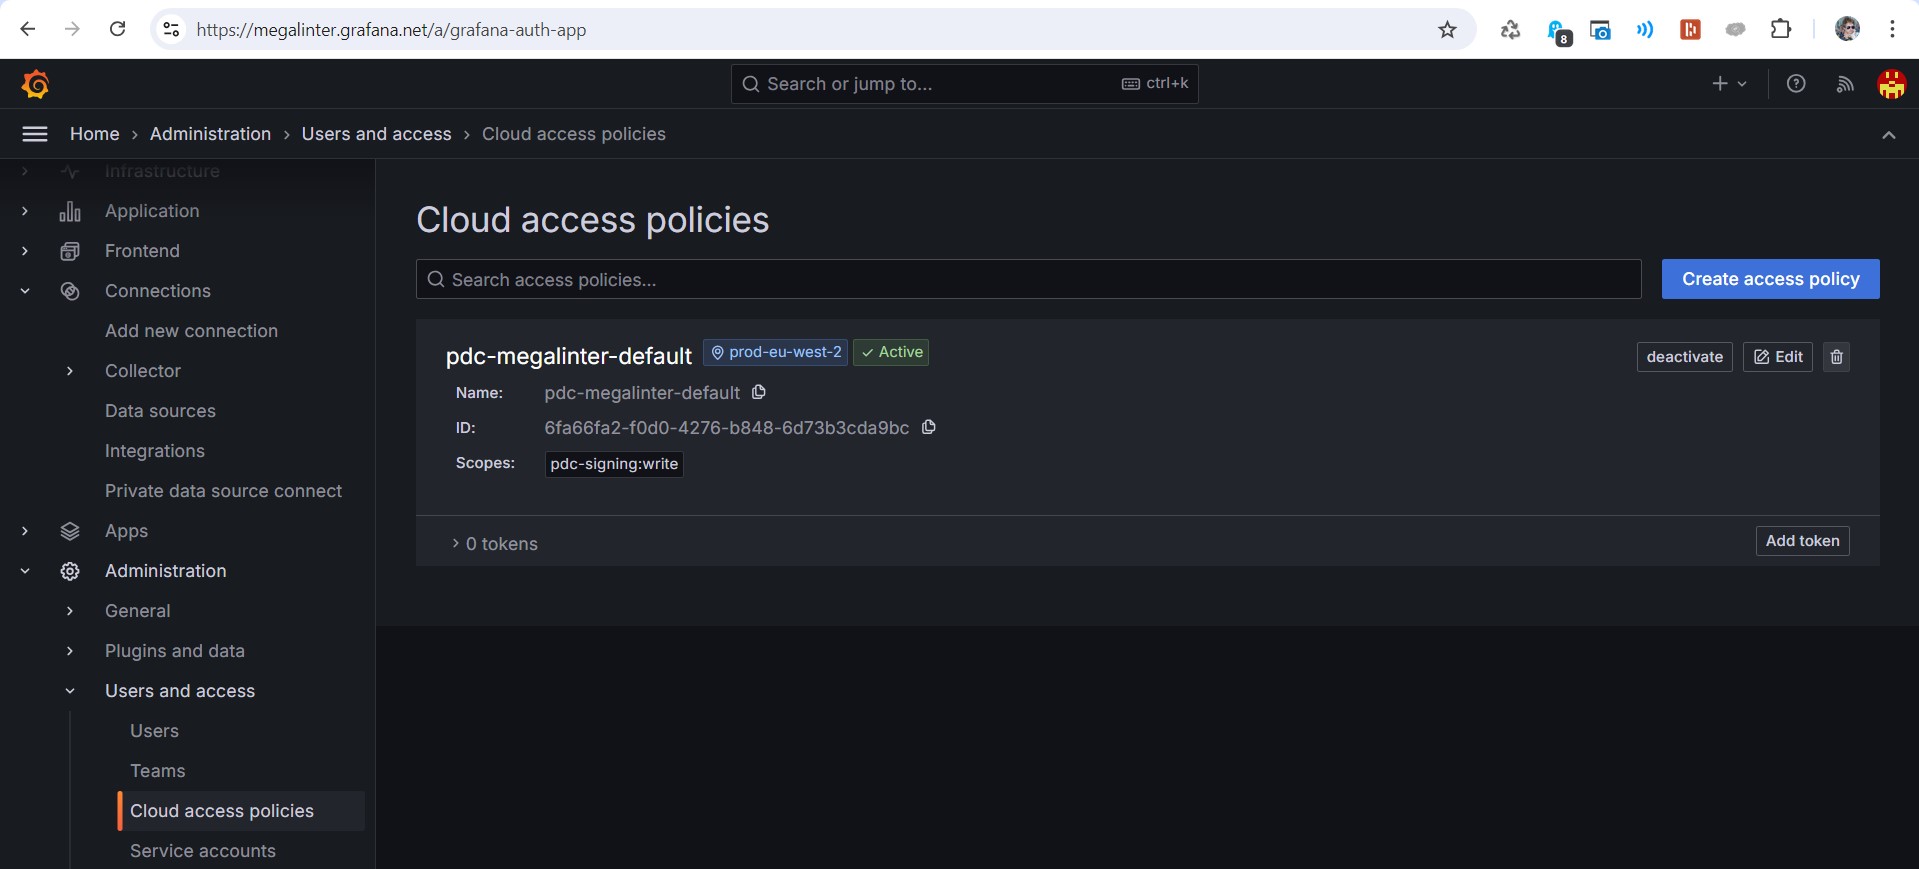 https://megalinter.grafana.net/a/grafana-auth-app
8
Search or jump to...
ctrl+k
Home › Administration › Users and access › Cloud access policies
Infrastructure
Application
Frontend
Connections
Add new connection
Collector
Data sources
Integrations
Private data source connect
Apps
Administration
General
Plugins and data
Users and access
Users
Teams
Cloud access policies
Service accounts
Cloud access policies
Search access policies...
Create access policy
pdc-megalinter-default prod-eu-west-2 Active
deactivate Edit
Name: pdc-megalinter-default
ID: 6fa66fa2-f0d0-4276-b848-6d73b3cda9bc
Scopes: pdc-signing:write
0 tokens
Add token